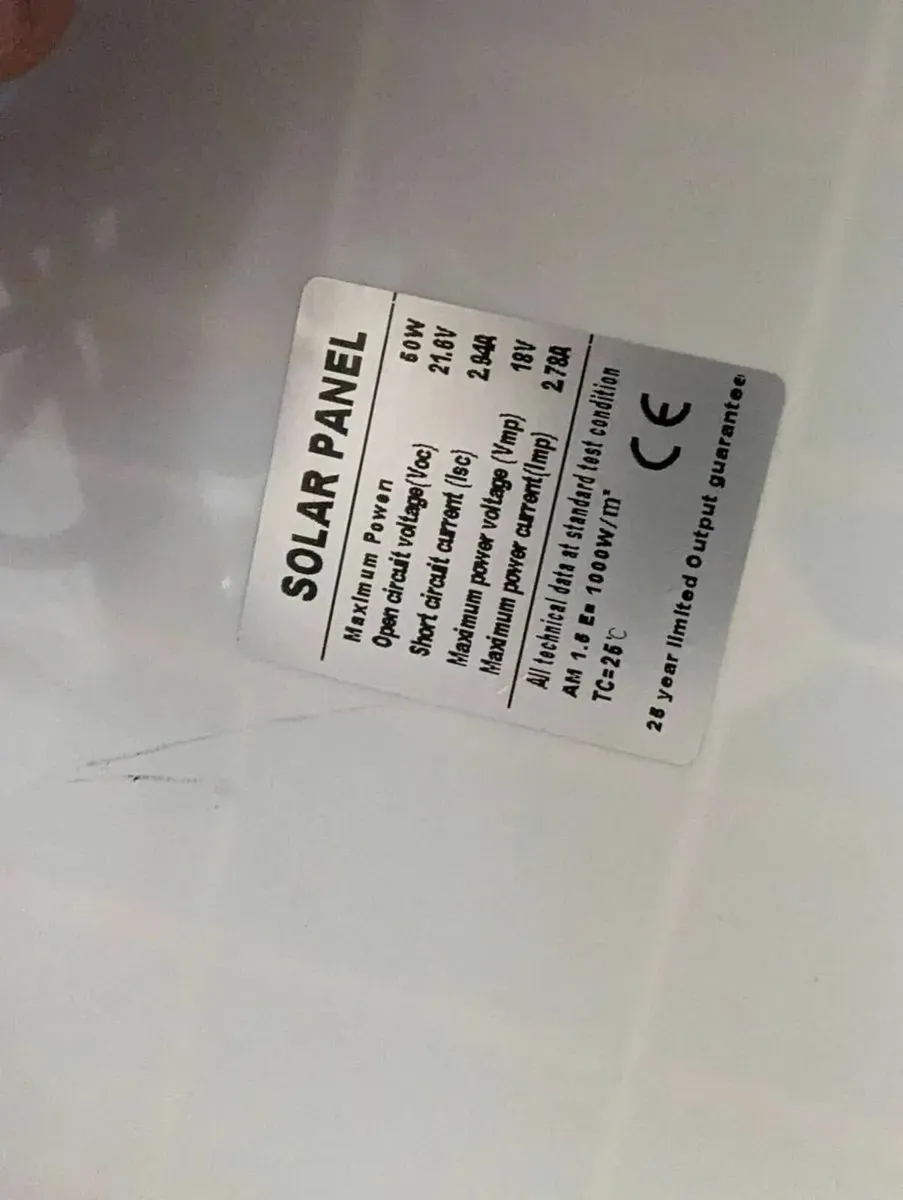 SOLAR PANEL
Maximum Power 50W
Open circuit voltage(Voc) 21.6V
Short circuit current (Isc) 2.94A
Maximum power voltage (Vmp) 18V
Maximum power current(Imp) 2.78A
All technical data at standard test condition
AM 1.5 E= 1000W/m²
TC=25℃
CE
25 year limited Output guarantee